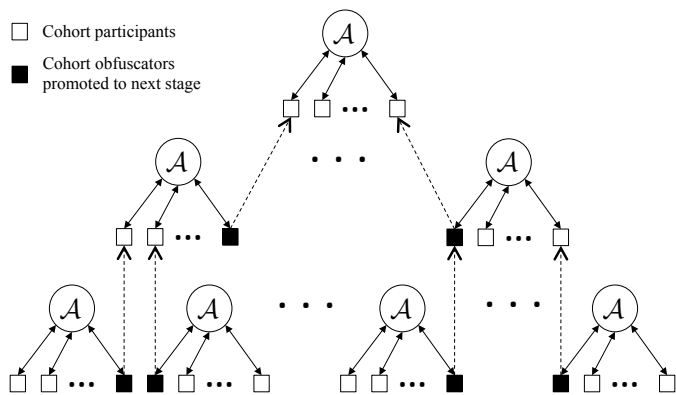 Cohort participants
Cohort obfuscators
promoted to next stage
𝒜
𝒜
𝒜
𝒜
𝒜
𝒜
𝒜